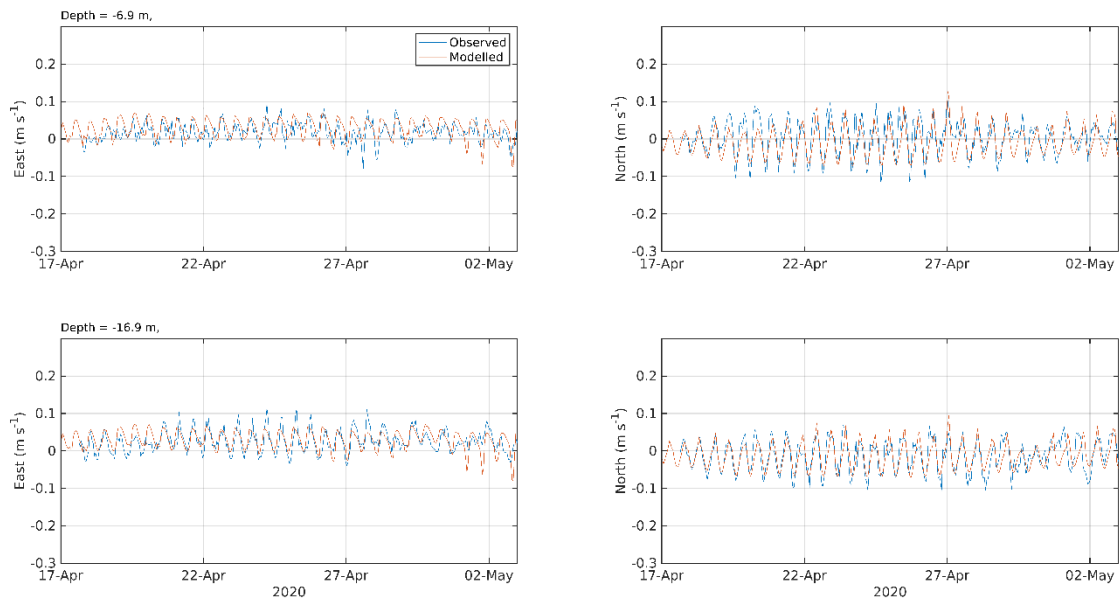 Depth = -6.9 m,
0.2
0.1
0
-0.1
-0.2
-0.3
East (m s⁻¹)
17-Apr 22-Apr 27-Apr 02-May
Observed
Modelled
0.2
0.1
0
-0.1
-0.2
-0.3
North (m s⁻¹)
17-Apr 22-Apr 27-Apr 02-May
Depth = -16.9 m,
0.2
0.1
0
-0.1
-0.2
-0.3
East (m s⁻¹)
17-Apr 22-Apr 27-Apr 02-May
2020
0.2
0.1
0
-0.1
-0.2
-0.3
North (m s⁻¹)
17-Apr 22-Apr 27-Apr 02-May
2020